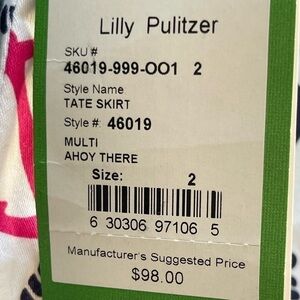 Lilly Pulitzer
SKU #
46019-999-OO1 2
Style Name
TATE SKIRT
Style #: 46019
MULTI
AHOY THERE
Size: 2
6 30306 97106 5
Manufacturer's Suggested Price
$98.00